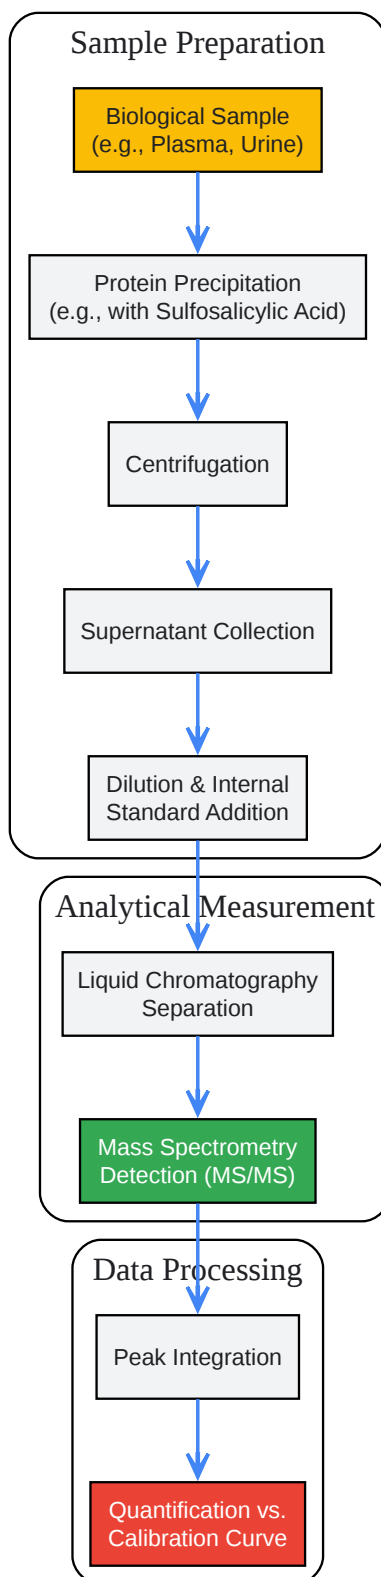 Sample Preparation
Biological Sample
(e.g., Plasma, Urine)
Protein Precipitation
(e.g., with Sulfosalicylic Acid)
Centrifugation
Supernatant Collection
Dilution & Internal
Standard Addition
Analytical Measurement
Liquid Chromatography
Separation
Mass Spectrometry
Detection (MS/MS)
Data Processing
Peak Integration
Quantification vs.
Calibration Curve